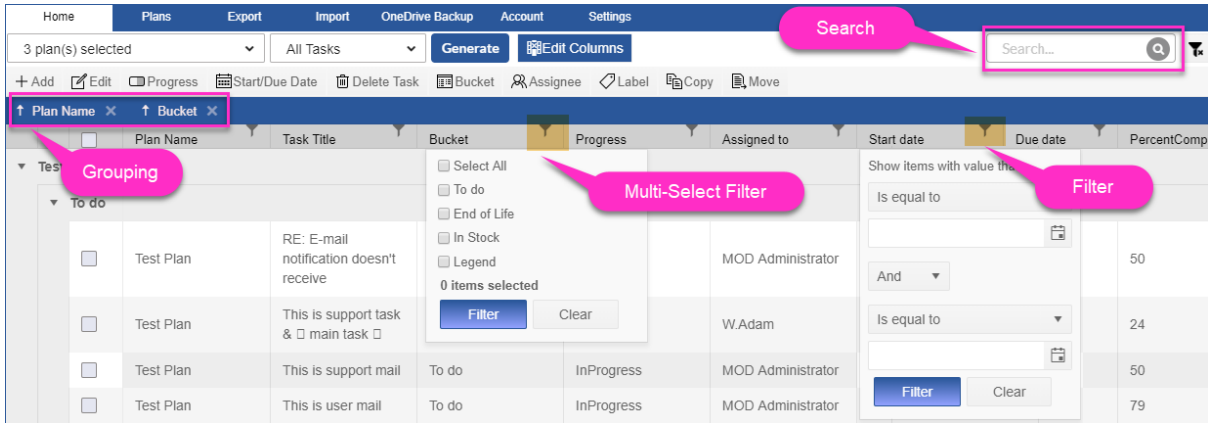 Home Plans Export Import OneDrive Backup Account Settings
Search
3 plan(s) selected All Tasks Generate Edit Columns Search...
Add Edit Progress Start/Due Date Delete Task Bucket Assignee Label Copy Move
↑ Plan Name × ↑ Bucket ×
Plan Name Task Title Bucket Progress Assigned to Start date Due date PercentComp
Grouping
To do
Select All
To do
End of Life
In Stock
Legend
0 items selected
Filter Clear
Multi-Select Filter
Show items with value
Filter
Is equal to
And
Is equal to
Filter Clear
Test Plan RE: E-mail notification doesn't receive MOD Administrator 50
Test Plan This is support task & main task W.Adam 24
Test Plan This is support mail To do InProgress MOD Administrator 50
Test Plan This is user mail To do InProgress MOD Administrator 79